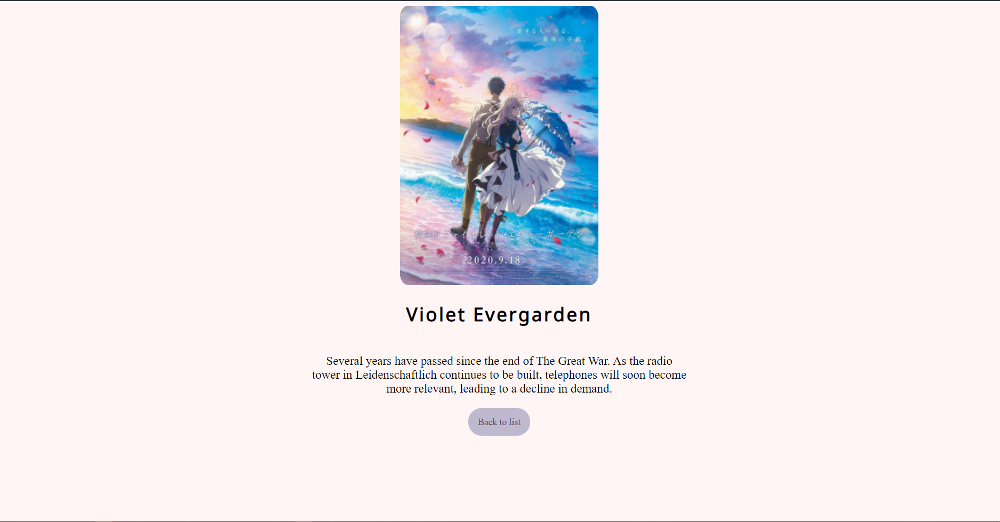 愛する人へ送る、
最後の手紙。
劇場版 ヴァイオレット・エヴァーガーデン
2020.9.18
Violet Evergarden
Several years have passed since the end of The Great War. As the radio
tower in Leidenschaftlich continues to be built, telephones will soon become
more relevant, leading to a decline in demand.
Back to list